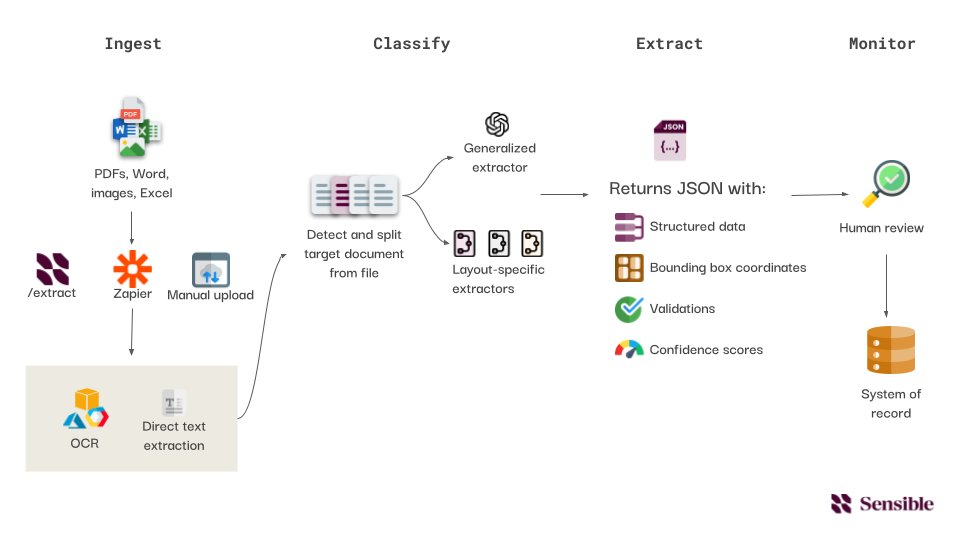 Ingest
Classify
Extract
Monitor
PDF
W
X
PDFs, Word,
images, Excel
/extract
Zapier
Manual upload
OCR
T
Direct text
extraction
Detect and split
target document
from file
Generalized
extractor
Layout-specific
extractors
JSON
{...}
Returns JSON with:
Structured data
Bounding box coordinates
Validations
Confidence scores
Human review
System of
record
Sensible